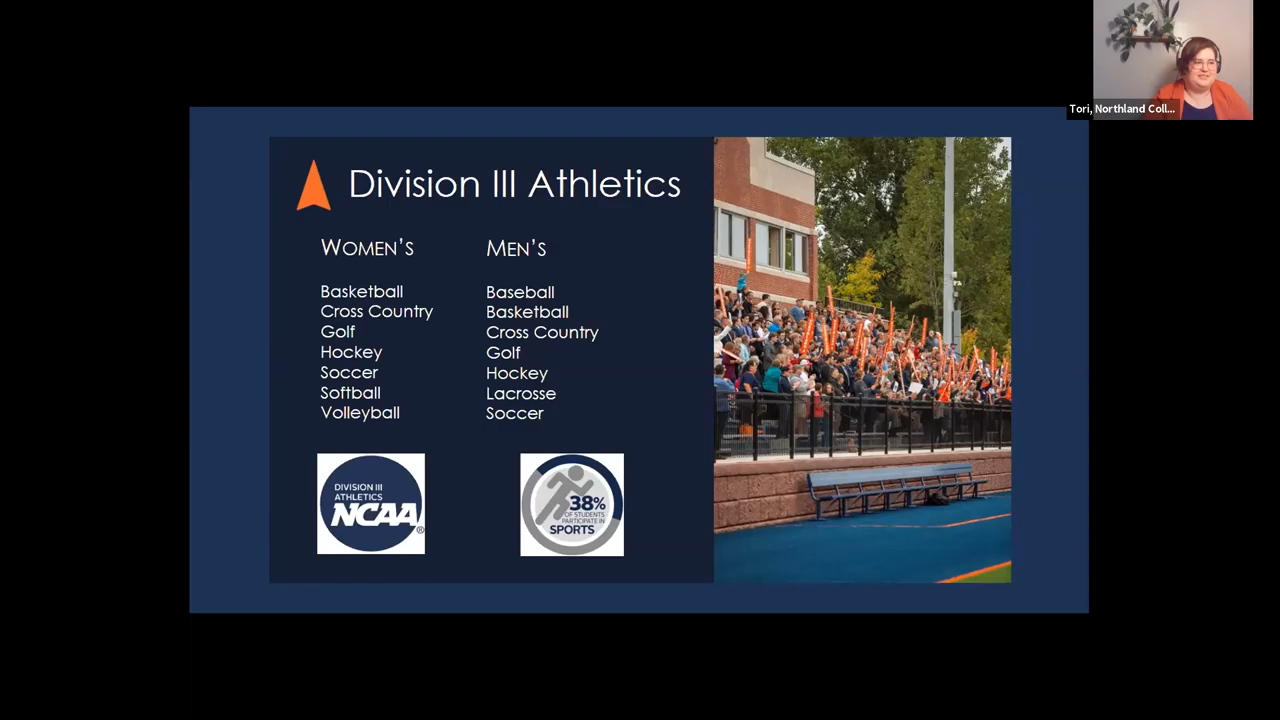 Tori, Northland Coll...
Division III Athletics
WOMEN'S
Basketball
Cross Country
Golf
Hockey
Soccer
Softball
Volleyball
MEN'S
Baseball
Basketball
Cross Country
Golf
Hockey
Lacrosse
Soccer
DIVISION III
ATHLETICS
NCAA®
38%
OF STUDENTS
PARTICIPATE IN
SPORTS